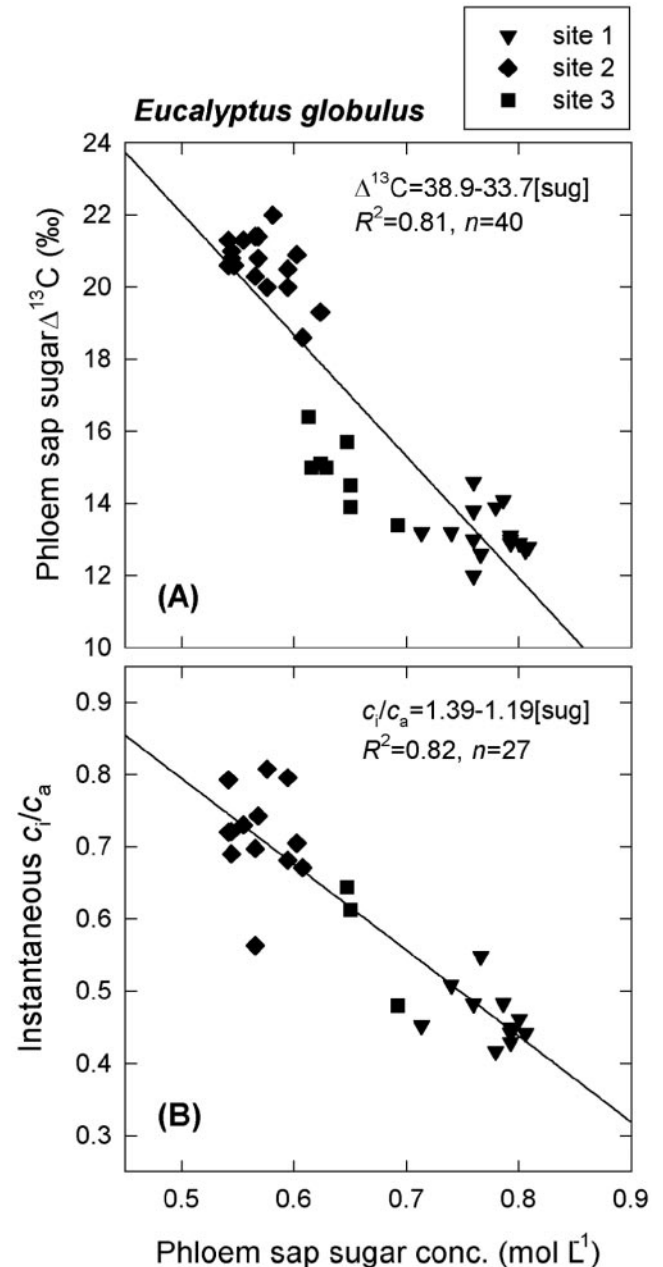 site 1
site 2
site 3
Eucalyptus globulus
24
22
20
18
16
14
12
10
Phloem sap sugar Δ¹³C (‰)
Δ¹³C=38.9-33.7[sug]
R²=0.81, n=40
(A)
0.9
0.8
0.7
0.6
0.5
0.4
0.3
Instantaneous cᵢ/cₐ
cᵢ/cₐ=1.39-1.19[sug]
R²=0.82, n=27
(B)
0.5 0.6 0.7 0.8 0.9
Phloem sap sugar conc. (mol L⁻¹)